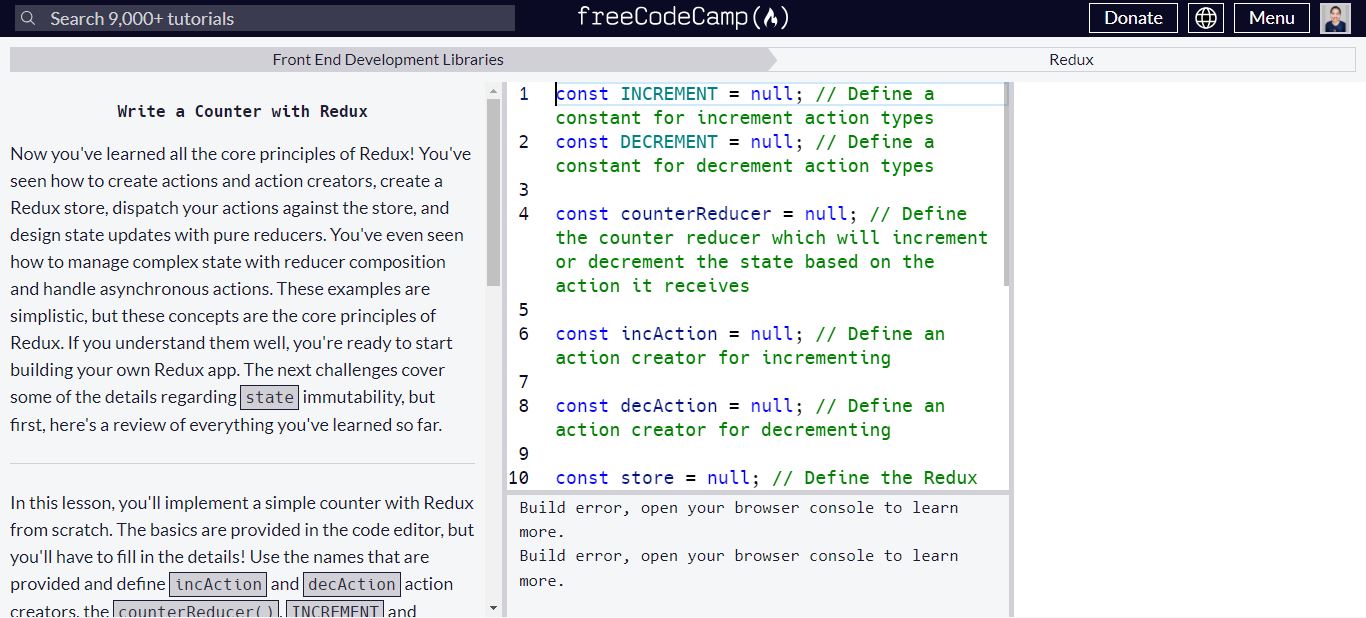 Search 9,000+ tutorials
freeCodeCamp
Donate
Menu
Front End Development Libraries
Redux
Write a Counter with Redux
Now you've learned all the core principles of Redux! You've
seen how to create actions and action creators, create a
Redux store, dispatch your actions against the store, and
design state updates with pure reducers. You've even seen
how to manage complex state with reducer composition
and handle asynchronous actions. These examples are
simplistic, but these concepts are the core principles of
Redux. If you understand them well, you're ready to start
building your own Redux app. The next challenges cover
some of the details regarding state immutability, but
first, here's a review of everything you've learned so far.
In this lesson, you'll implement a simple counter with Redux
from scratch. The basics are provided in the code editor, but
you'll have to fill in the details! Use the names that are
provided and define incAction and decAction action
creators, the counterReducer(), INCREMENT and
1 const INCREMENT = null; // Define a
constant for increment action types
2 const DECREMENT = null; // Define a
constant for decrement action types
3
4 const counterReducer = null; // Define
the counter reducer which will increment
or decrement the state based on the
action it receives
5
6 const incAction = null; // Define an
action creator for incrementing
7
8 const decAction = null; // Define an
action creator for decrementing
9
10 const store = null; // Define the Redux
Build error, open your browser console to learn
more.
Build error, open your browser console to learn
more.